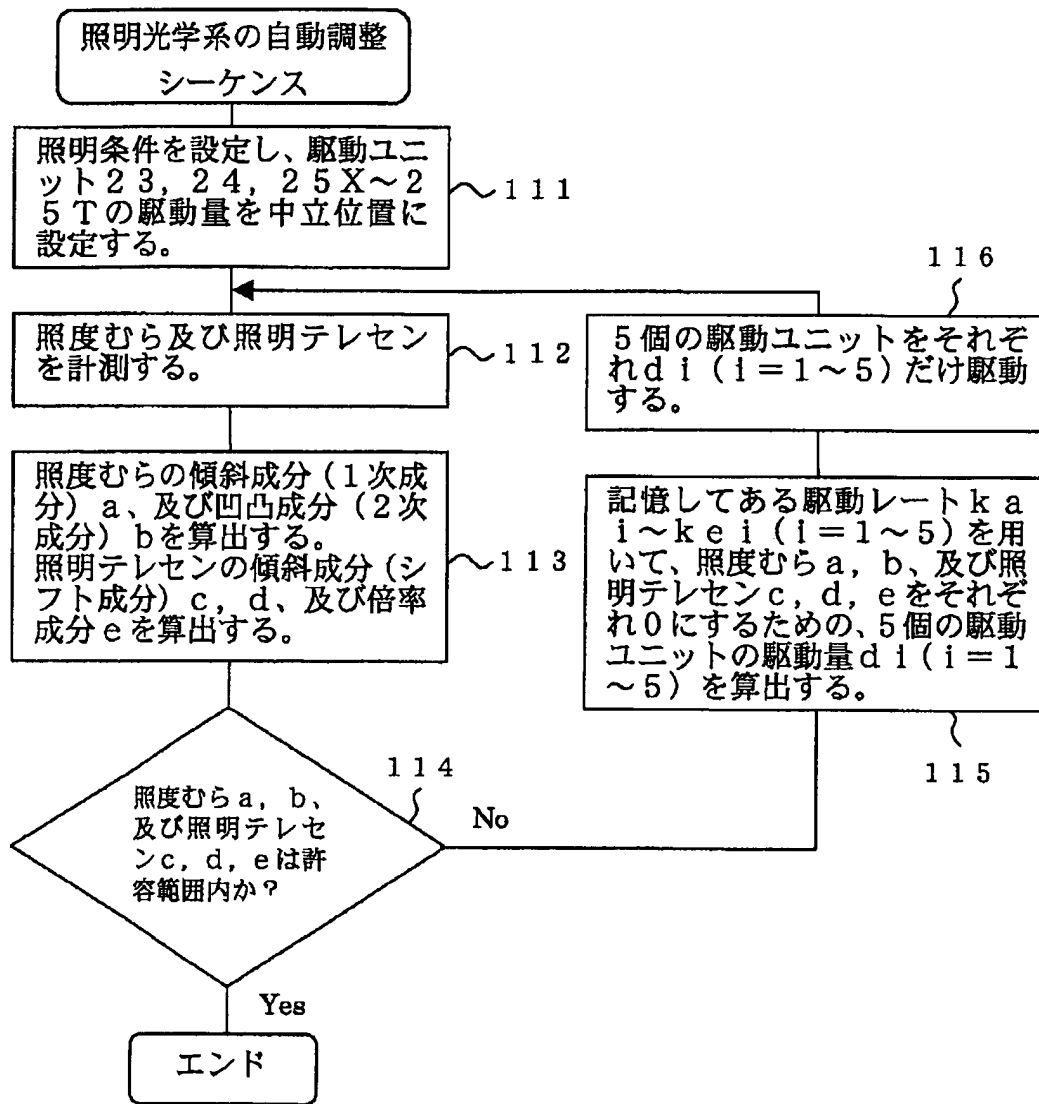 照明光学系の自動調整
シーケンス
照明条件を設定し、駆動ユニ
ット２３，２４，２５Ｘ～２
５Ｔの駆動量を中立位置に
設定する。
１１１
照度むら及び照明テレセン
を計測する。
１１２
照度むらの傾斜成分（１次成
分）ａ、及び凹凸成分（２次
成分）ｂを算出する。
照明テレセンの傾斜成分（シ
フト成分）ｃ，ｄ、及び倍率
成分ｅを算出する。
１１３
照度むらａ，ｂ、
及び照明テレセ
ンｃ，ｄ，ｅは許
容範囲内か？
１１４
No
Yes
エンド
１１６
５個の駆動ユニットをそれぞ
れｄｉ（ｉ＝１～５）だけ駆動
する。
記憶してある駆動レートｋａ
ｉ～ｋｅｉ（ｉ＝１～５）を用
いて、照度むらａ，ｂ、及び照
明テレセンｃ，ｄ，ｅをそれぞ
れ０にするための、５個の駆動
ユニットの駆動量ｄｉ（ｉ＝１
～５）を算出する。
１１５